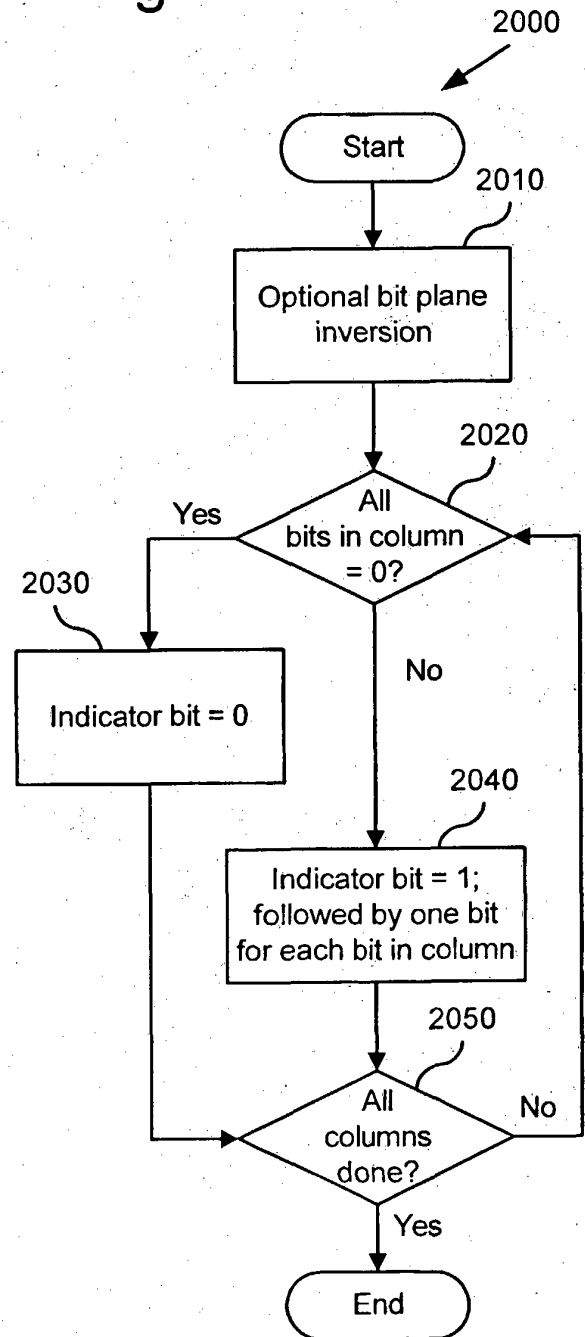 g
2000
Start
2010
Optional bit plane
inversion
2020
All
bits in column
= 0?
Yes
2030
No
Indicator bit = 0
2040
Indicator bit = 1;
followed by one bit
for each bit in column
2050
All
columns
done?
No
Yes
End